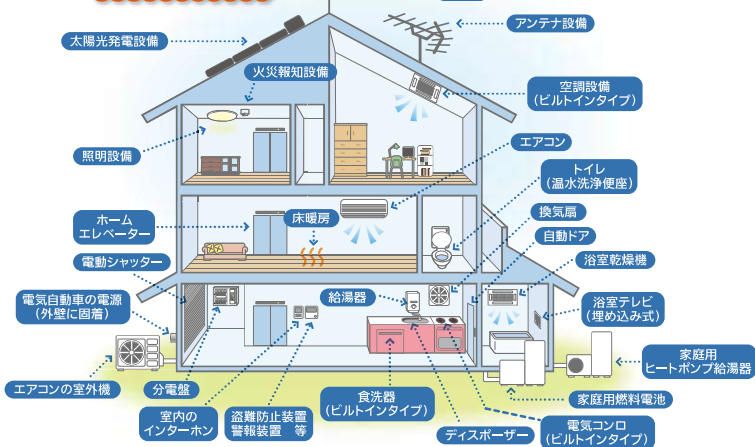 アンテナ設備
太陽光発電設備
火災報知設備
空調設備
(ビルトインタイプ)
照明設備
エアコン
トイレ
(温水洗浄便座)
換気扇
ホーム
エレベーター
床暖房
自動ドア
電動シャッター
浴室乾燥機
電気自動車の電源
(外壁に固着)
給湯器
浴室テレビ
(埋め込み式)
家庭用
ヒートポンプ給湯器
エアコンの室外機
分電盤
食洗器
(ビルトインタイプ)
家庭用燃料電池
室内の
インターホン
盗難防止装置
警報装置 等
ディスポーザー
電気コンロ
(ビルトインタイプ)